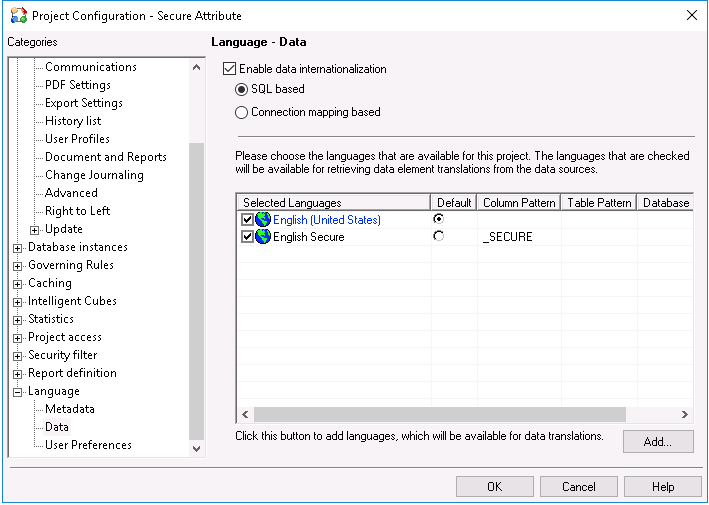 Project Configuration - Secure Attribute
Categories
Communications
PDF Settings
Export Settings
History list
User Profiles
Document and Reports
Change Journaling
Advanced
Right to Left
Update
Database instances
Governing Rules
Caching
Intelligent Cubes
Statistics
Project access
Security filter
Report definition
Language
Metadata
Data
User Preferences
Language - Data
Enable data internationalization
SQL based
Connection mapping based
Please choose the languages that are available for this project. The languages that are checked
will be available for retrieving data element translations from the data sources.
Selected Languages Default Column Pattern Table Pattern Database
English (United States)
English Secure _SECURE
Click this button to add languages, which will be available for data translations.
Add...
OK Cancel Help